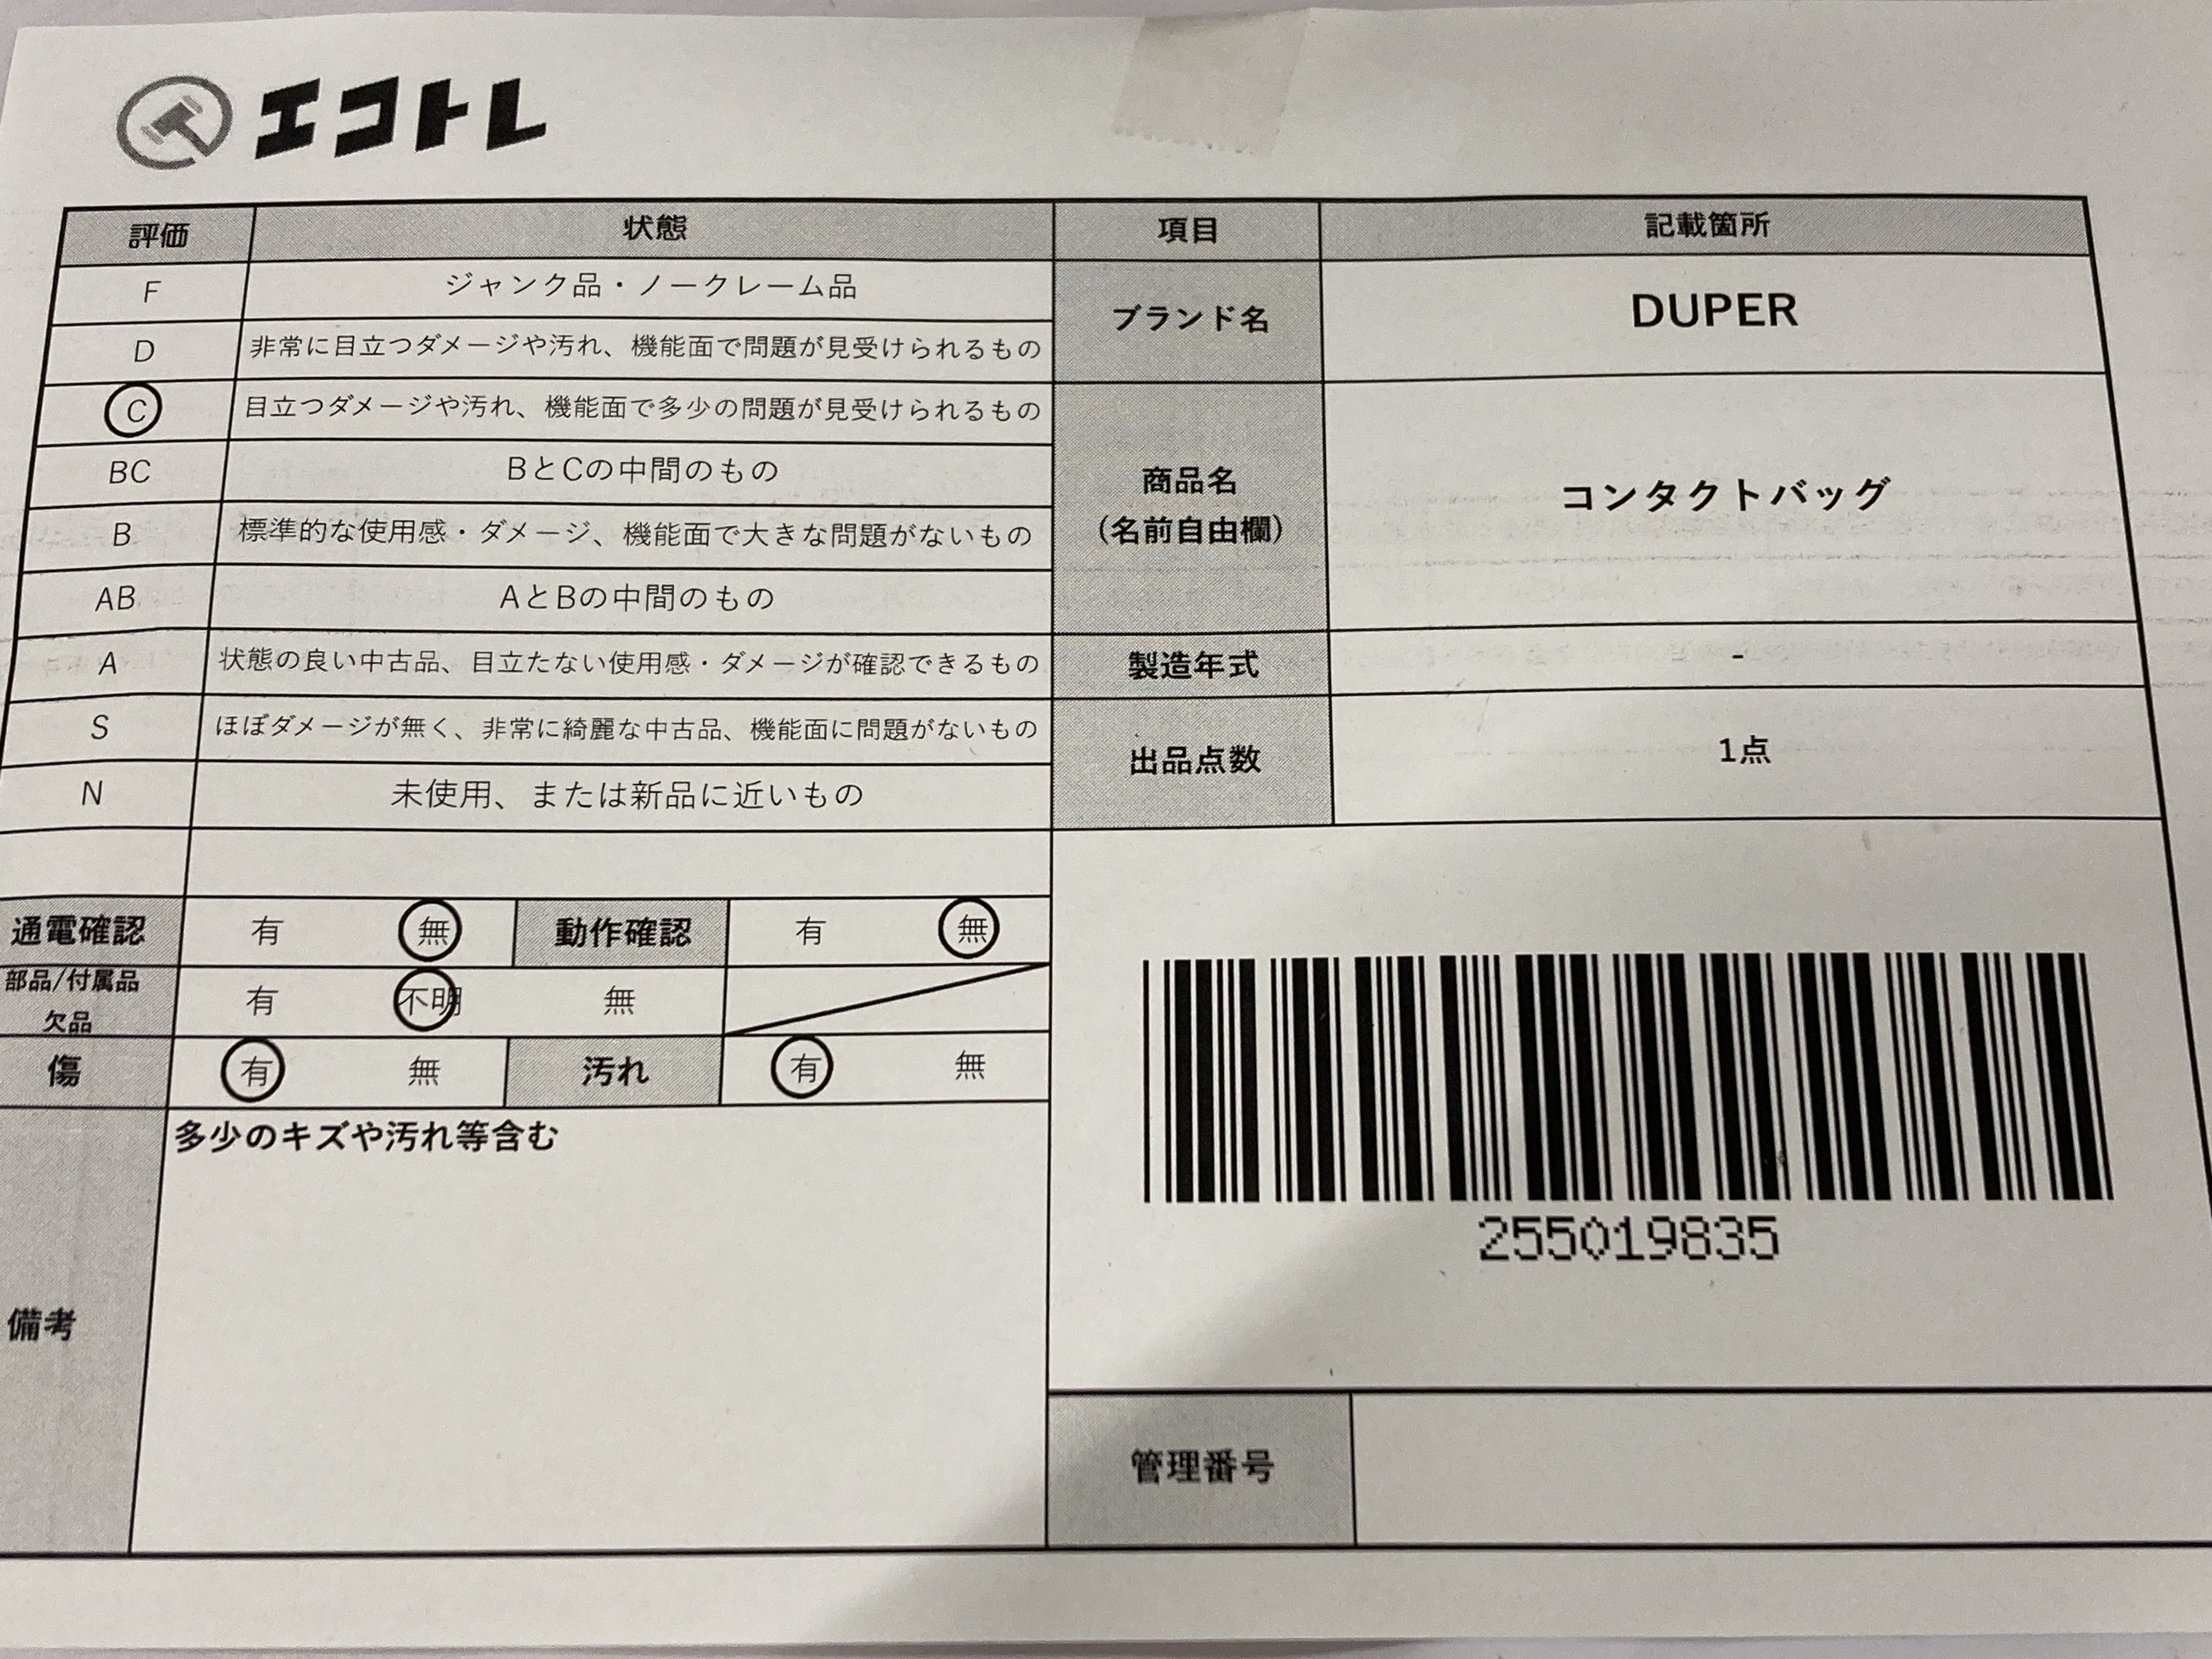 エコトレ
評価 状態 項目 記載箇所
F ジャンク品・ノークレーム品
D 非常に目立つダメージや汚れ、機能面で問題が見受けられるもの
C 目立つダメージや汚れ、機能面で多少の問題が見受けられるもの
BC BとCの中間のもの
B 標準的な使用感・ダメージ、機能面で大きな問題がないもの
AB AとBの中間のもの
A 状態の良い中古品、目立たない使用感・ダメージが確認できるもの
S ほぼダメージが無く、非常に綺麗な中古品、機能面に問題がないもの
N 未使用、または新品に近いもの
ブランド名 DUPER
商品名
（名前自由欄）
コンタクトバッグ
製造年式 -
出品点数 1点
通電確認 有 無 動作確認 有 無
部品/付属品
欠品
有 不明 無
傷 有 無 汚れ 有 無
備考
多少のキズや汚れ等含む
255019835
管理番号